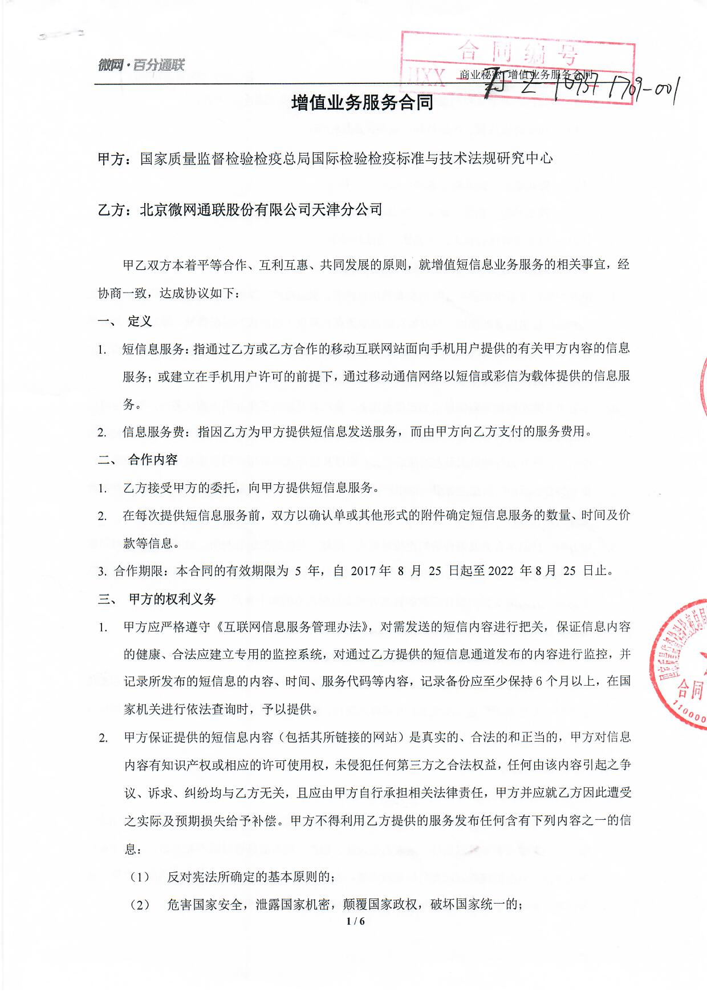 微网·百分通联
合同编号
HXX
商业秘密 增值业务服务合同
1709-001
增值业务服务合同
甲方：国家质量监督检验检疫总局国际检验检疫标准与技术法规研究中心
乙方：北京微网通联股份有限公司天津分公司
甲乙双方本着平等合作、互利互惠、共同发展的原则，就增值短信息业务服务的相关事宜，经
协商一致，达成协议如下：
一、 定义
1. 短信息服务：指通过乙方或乙方合作的移动互联网站面向手机用户提供的有关甲方内容的信息
服务；或建立在手机用户许可的前提下，通过移动通信网络以短信或彩信为载体提供的信息服
务。
2. 信息服务费：指因乙方为甲方提供短信息发送服务，而由甲方向乙方支付的服务费用。
二、 合作内容
1. 乙方接受甲方的委托，向甲方提供短信息服务。
2. 在每次提供短信息服务前，双方以确认单或其他形式的附件确定短信息服务的数量、时间及价
款等信息。
3. 合作期限：本合同的有效期限为 5 年，自 2017 年 8 月 25 日起至 2022 年 8 月 25 日止。
三、 甲方的权利义务
1. 甲方应严格遵守《互联网信息服务管理办法》，对需发送的短信内容进行把关，保证信息内容
的健康、合法应建立专用的监控系统，对通过乙方提供的短信息通道发布的内容进行监控，并
记录所发布的短信息的内容、时间、服务代码等内容，记录备份应至少保持 6 个月以上，在国
家机关进行依法查询时，予以提供。
2. 甲方保证提供的短信息内容（包括其所链接的网站）是真实的、合法的和正当的，甲方对信息
内容有知识产权或相应的许可使用权，未侵犯任何第三方之合法权益，任何由该内容引起之争
议、诉求、纠纷均与乙方无关，且应由甲方自行承担相关法律责任，甲方并应就乙方因此遭受
之实际及预期损失给予补偿。甲方不得利用乙方提供的服务发布任何含有下列内容之一的信
息：
（1） 反对宪法所确定的基本原则的；
（2） 危害国家安全，泄露国家机密，颠覆国家政权，破坏国家统一的；
合同
110000
1 / 6